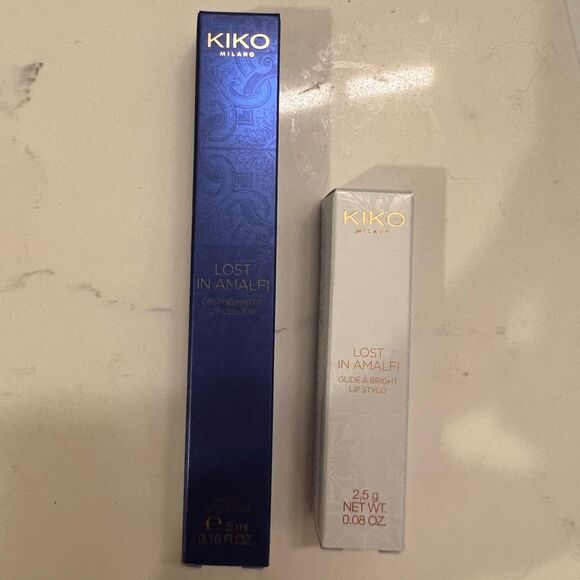 KIKO
MILANO
LOST
IN AMALFI
LASTING MATTE
LIP COLOUR
℮ 5 ml
0.16 FL.OZ.
KIKO
MILANO
LOST
IN AMALFI
GLIDE & BRIGHT
LIP STYLO
2,5 g
NET WT.
0.08 OZ.